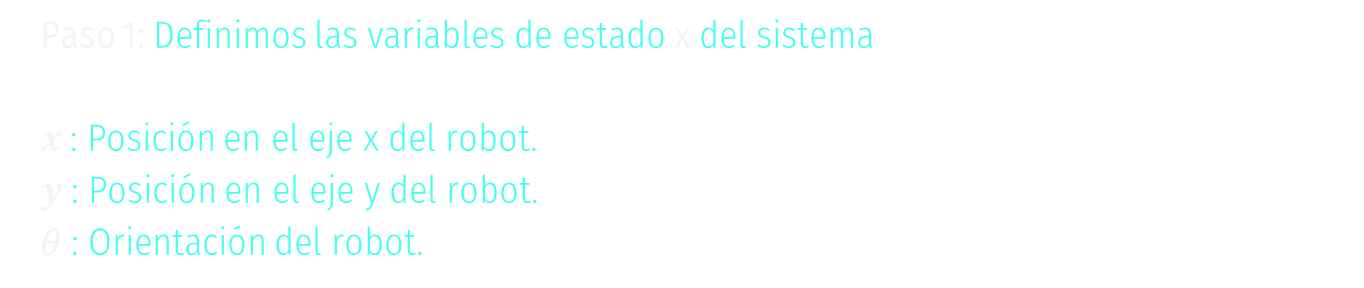 Paso 1: Definimos las variables de estado x del sistema
x : Posición en el eje x del robot.
y : Posición en el eje y del robot.
θ : Orientación del robot.